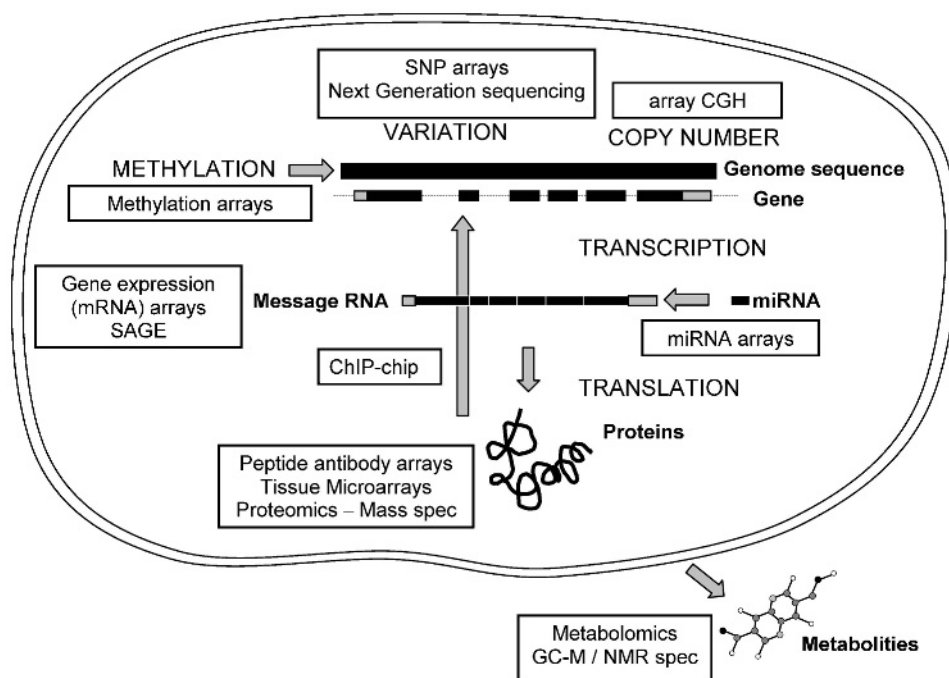 SNP arrays
Next Generation sequencing
array CGH
VARIATION
COPY NUMBER
METHYLATION
Genome sequence
Methylation arrays
Gene
TRANSCRIPTION
Gene expression
(mRNA) arrays
SAGE
Message RNA
miRNA
miRNA arrays
ChIP-chip
TRANSLATION
Proteins
Peptide antibody arrays
Tissue Microarrays
Proteomics – Mass spec
Metabolomics
GC-M / NMR spec
Metabolities